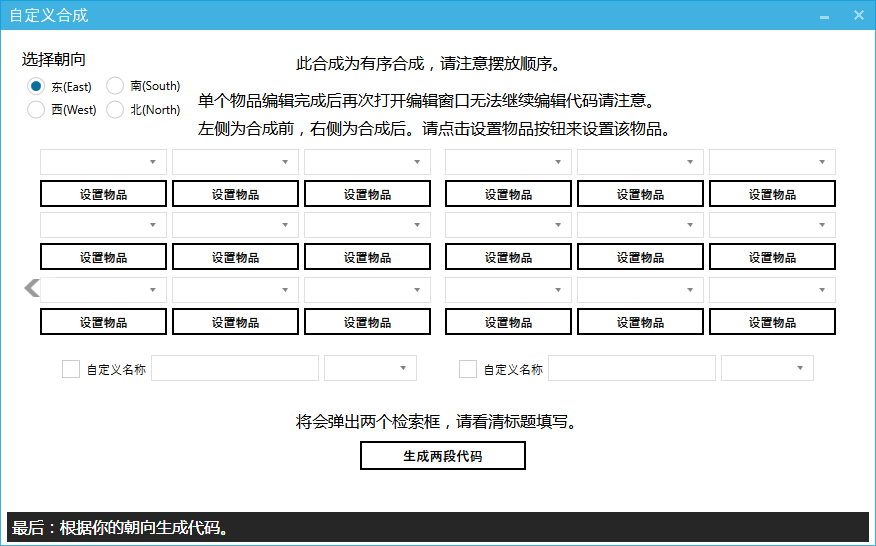 自定义合成
选择朝向
此合成为有序合成，请注意摆放顺序。
东(East) 南(South)
西(West) 北(North)
单个物品编辑完成后再次打开编辑窗口无法继续编辑代码请注意。
左侧为合成前，右侧为合成后。请点击设置物品按钮来设置该物品。
设置物品 设置物品 设置物品 设置物品 设置物品 设置物品
设置物品 设置物品 设置物品 设置物品 设置物品 设置物品
设置物品 设置物品 设置物品 设置物品 设置物品 设置物品
自定义名称 自定义名称
将会弹出两个检索框，请看清标题填写。
生成两段代码
最后：根据你的朝向生成代码。